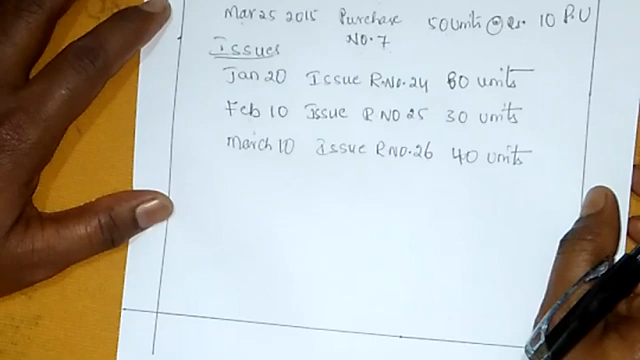 Mar 25 2015 Purchase 50 units @ Rs. 10 P.U
No. 7
Issues
Jan 20 Issue R.No. 24 80 units
Feb 10 Issue R NO 25 30 units
March 10 Issue R NO. 26 40 units